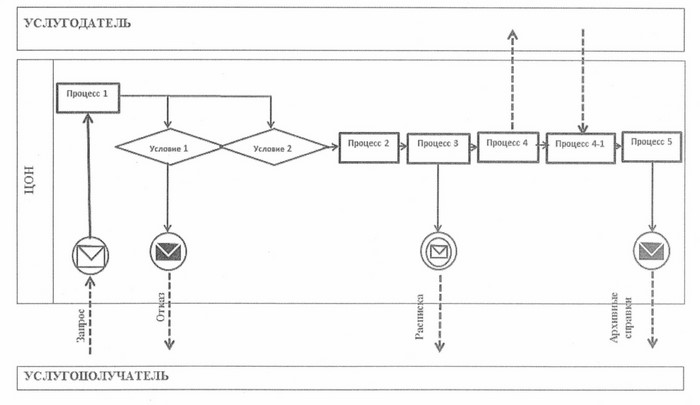 УСЛУГОДАТЕЛЬ
ЦОН
Процесс 1
Условие 1
Условие 2
Процесс 2
Процесс 3
Процесс 4
Процесс 4-1
Процесс 5
Запрос
Отказ
Расписка
Архивные
справки
УСЛУГОПОЛУЧАТЕЛЬ